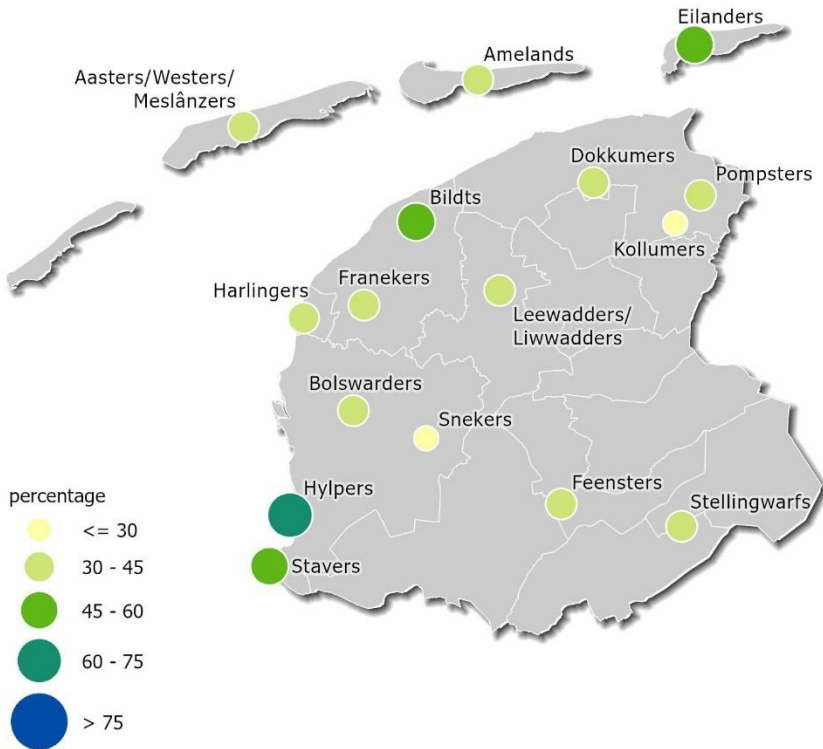 Eilanders
Amelands
Aasters/Westers/
Meslânzers
Dokkumers
Pompsters
Bildts
Kollumers
Franekers
Harlingers
Leewadders/
Liwwadders
Bolswarders
Snekers
Hylpers
Feensters
Stellingwarfs
Stavers
percentage
<= 30
30 - 45
45 - 60
60 - 75
> 75